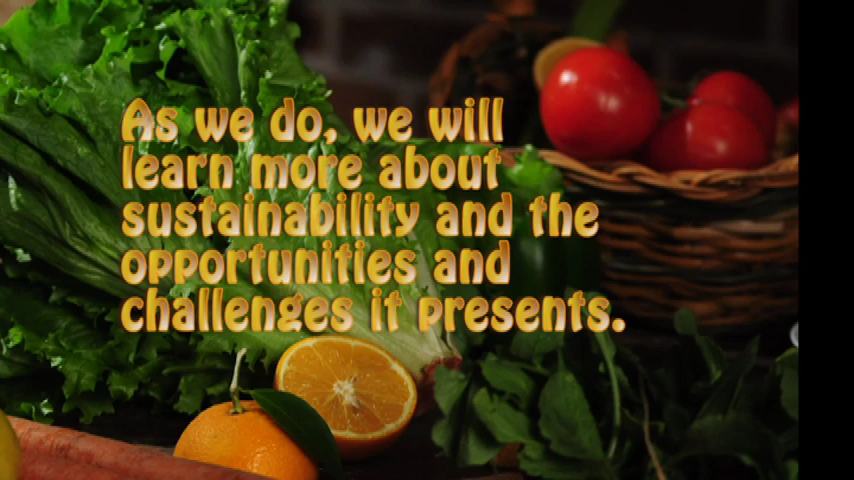 As we do, we will
learn more about
sustainability and the
opportunities and
challenges it presents.